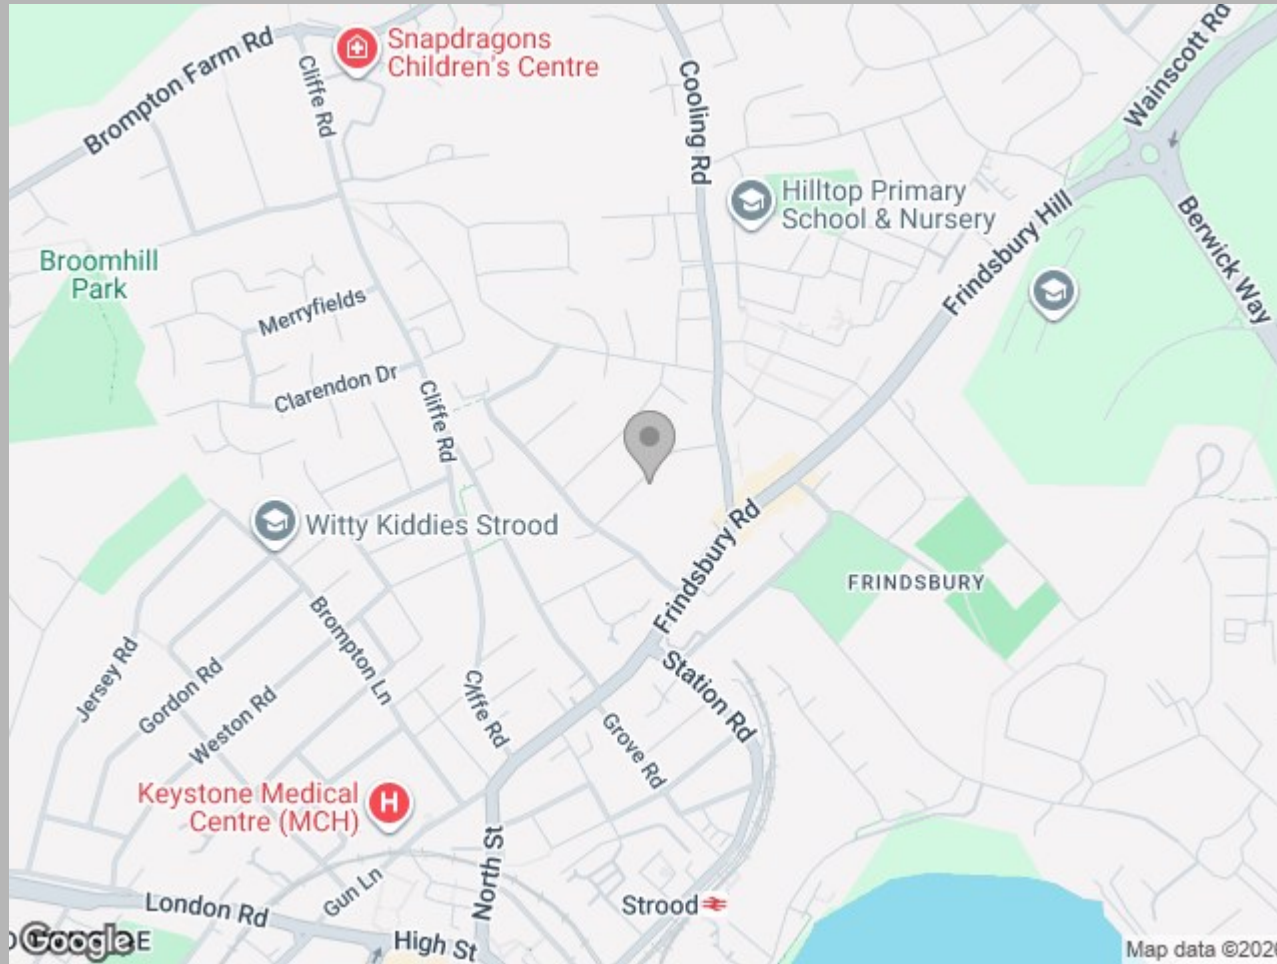 Snapdragons
Children's Centre
Brompton Farm Rd
Cliffe Rd
Cooling Rd
Wainscott Rd
Hilltop Primary
School & Nursery
Frindsbury Hill
Berwick Way
Broomhill
Park
Merryfields
Clarendon Dr
Cliffe Rd
Witty Kiddies Strood
Frindsbury Rd
FRINDSBURY
Brompton Ln
Jersey Rd
Gordon Rd
Weston Rd
Cliffe Rd
Station Rd
Grove Rd
Keystone Medical
Centre (MCH)
H
North St
Gun Ln
London Rd
Strood
High St
Google
Map data ©2026